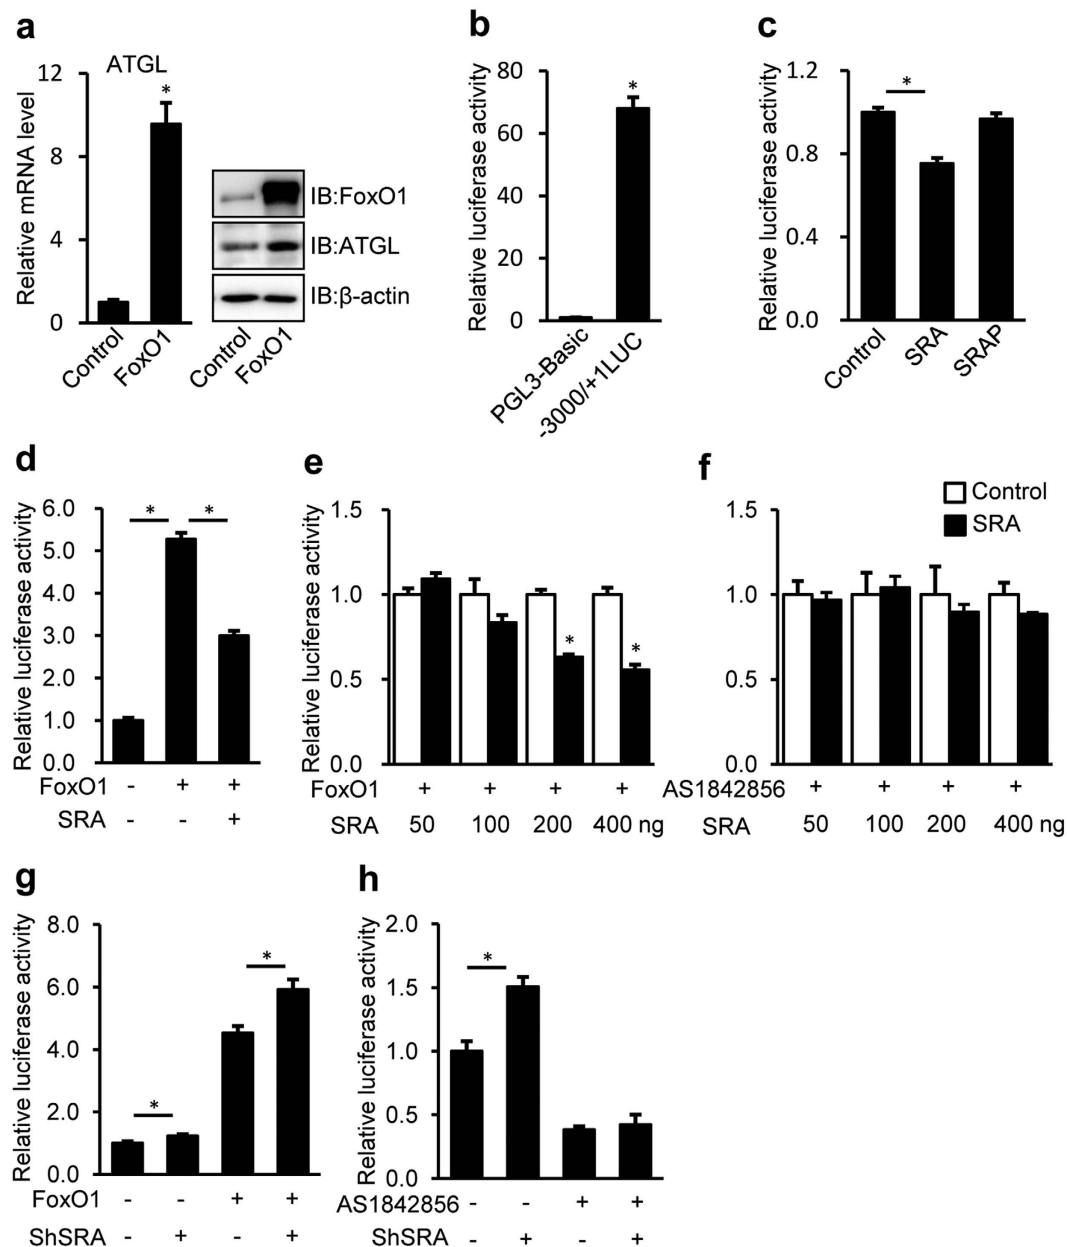 a
ATGL
Relative mRNA level
12
8
4
0
*
Control
FoxO1
IB:FoxO1
IB:ATGL
IB:β-actin
Control
FoxO1
b
Relative luciferase activity
80
60
40
20
0
*
PGL3-Basic
-3000/+1LUC
c
Relative luciferase activity
1.2
0.8
0.4
0.0
*
Control
SRA
SRAP
d
Relative luciferase activity
6.0
5.0
4.0
3.0
2.0
1.0
0.0
* *
FoxO1 - + +
SRA - - +
e
Relative luciferase activity
1.5
1.0
0.5
0.0
* *
FoxO1 + + + +
SRA 50 100 200 400 ng
f
Control
SRA
1.5
1.0
0.5
0.0
AS1842856 + + + +
SRA 50 100 200 400 ng
g
Relative luciferase activity
8.0
6.0
4.0
2.0
0.0
* *
FoxO1 - - + +
ShSRA - + - +
h
Relative luciferase activity
2.0
1.5
1.0
0.5
0.0
*
AS1842856 - - + +
ShSRA - + - +